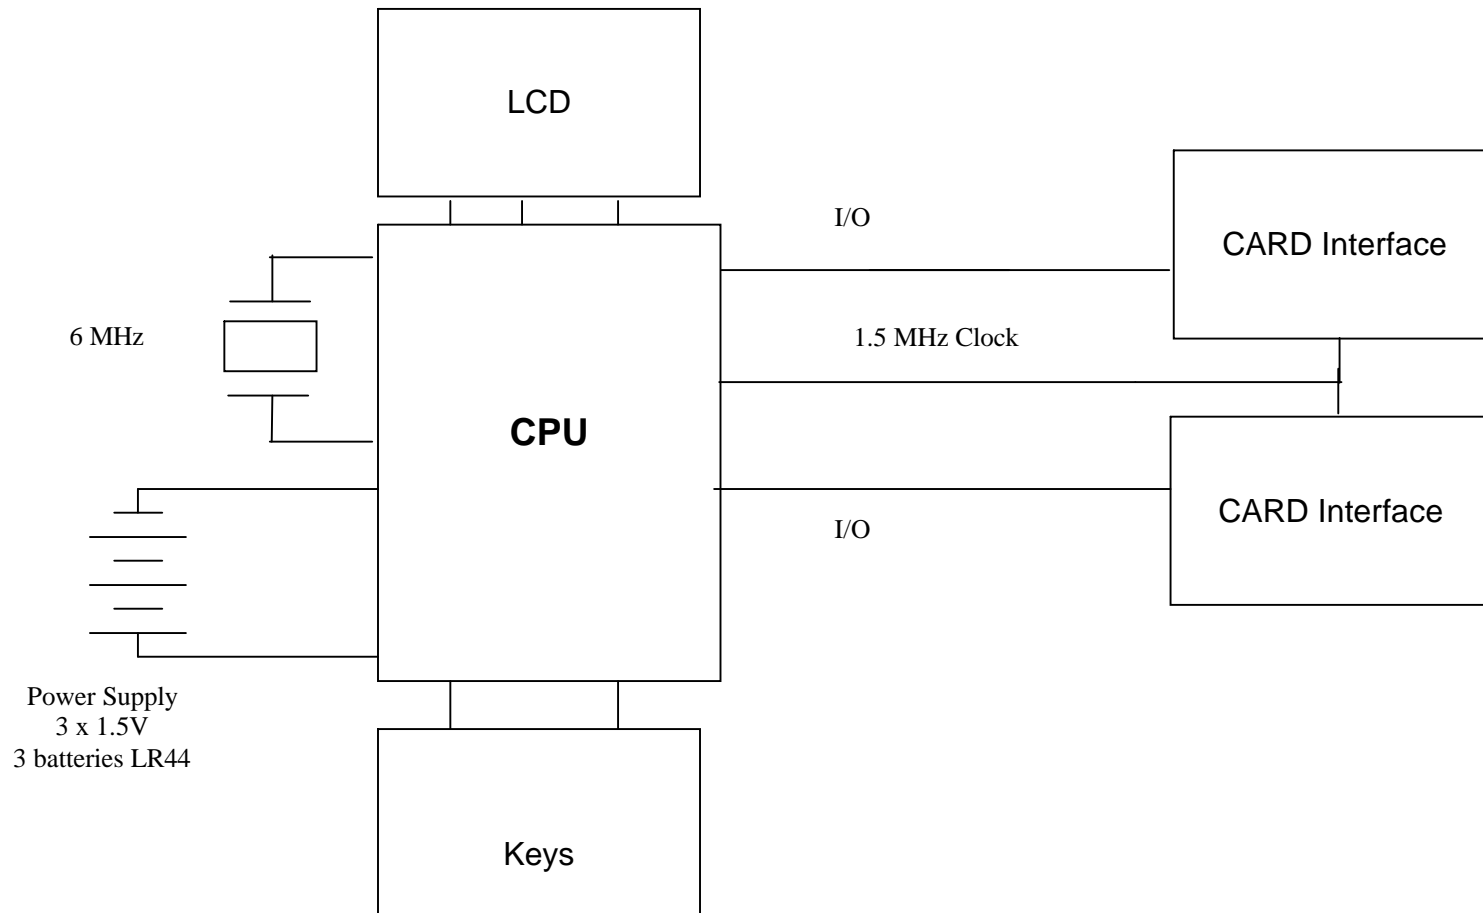 LCD
I/O
CARD Interface
6 MHz
1.5 MHz Clock
CPU
CARD Interface
I/O
Power Supply
3 x 1.5V
3 batteries LR44
Keys